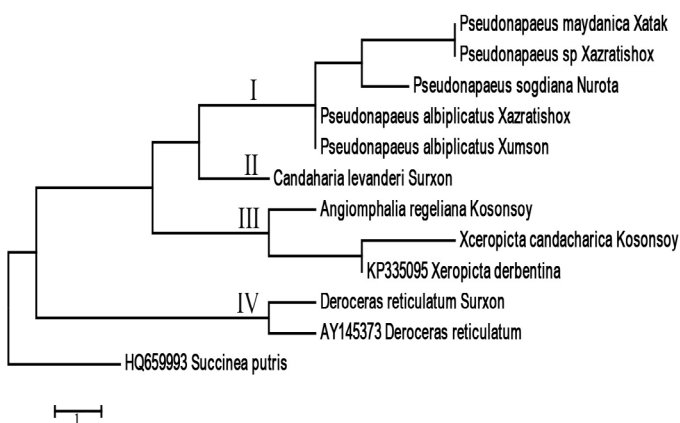 Pseudonapaeus maydanica Xatak
Pseudonapaeus sp Xazratishox
Pseudonapaeus sogdiana Nurota
I
Pseudonapaeus albiplicatus Xazratishox
Pseudonapaeus albiplicatus Xumson
II
Candaharia levanderi Surxon
III
Angiomphalia regeliana Kosonsoy
Xceropicta candacharica Kosonsoy
KP335095 Xeropicta derbentina
IV
Deroceras reticulatum Surxon
AY145373 Deroceras reticulatum
HQ659993 Succinea putris
1